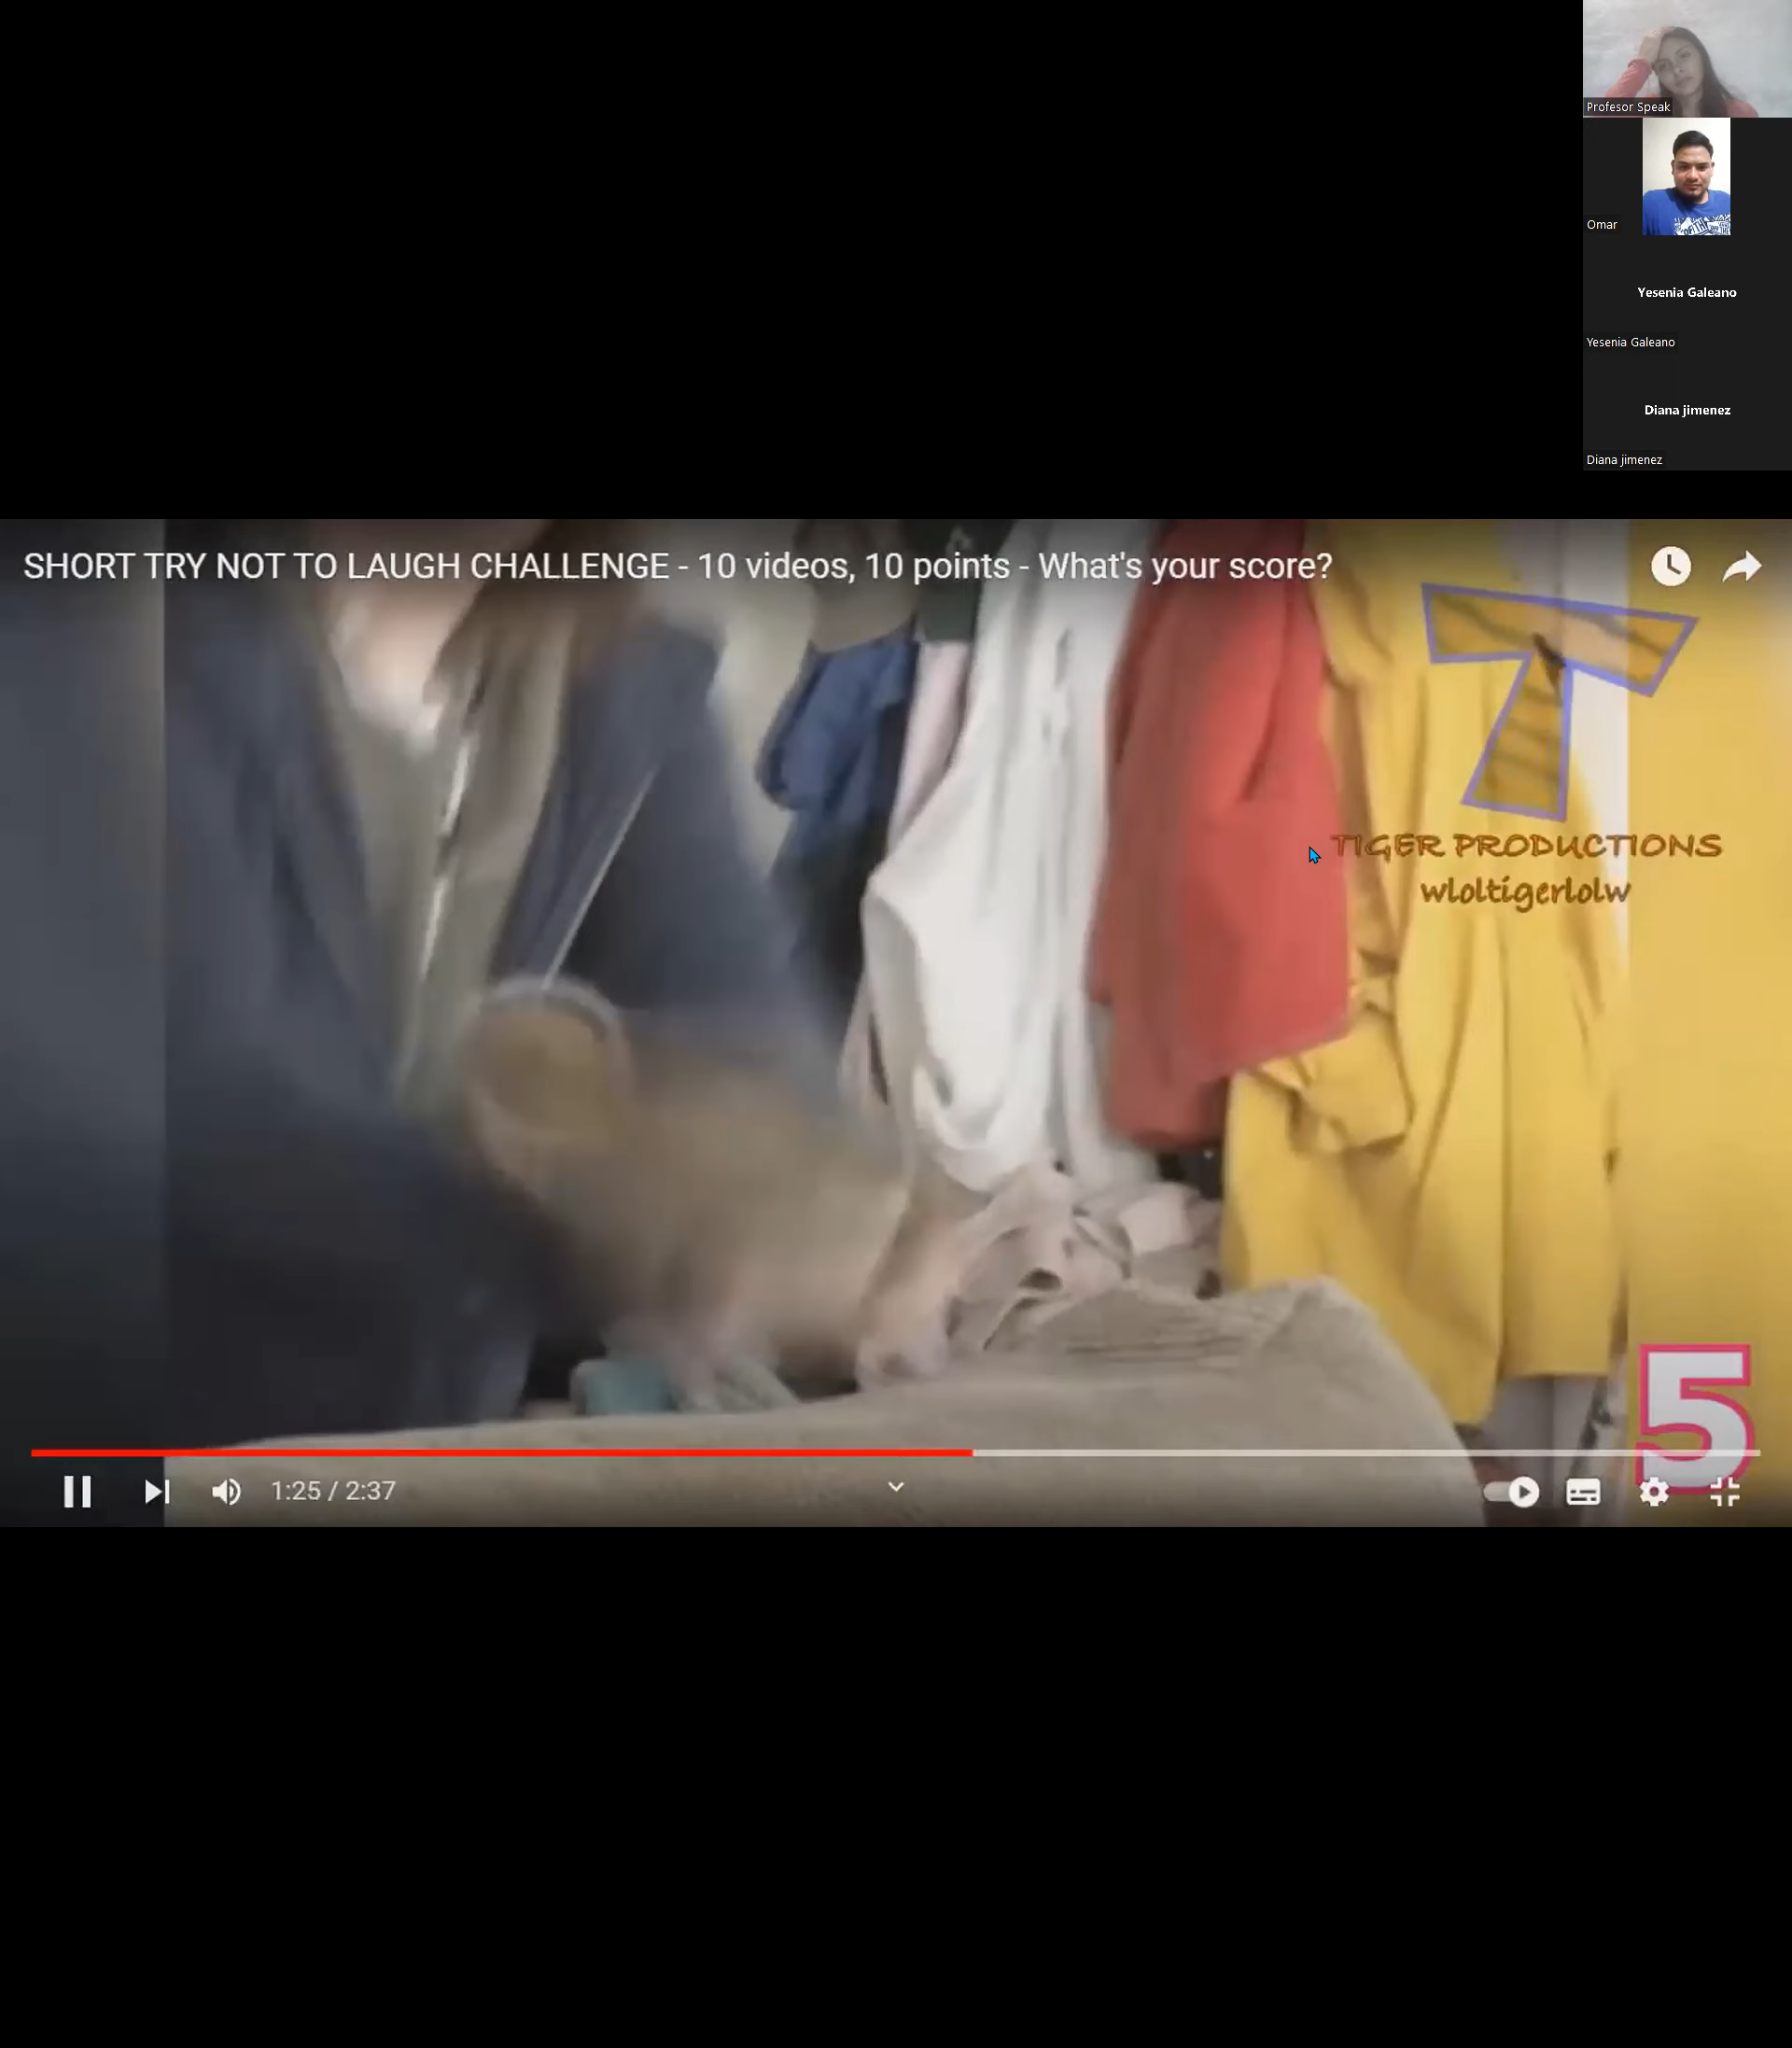 Profesor Speak
Omar
Yesenia Galeano
Yesenia Galeano
Diana jimenez
Diana jimenez
SHORT TRY NOT TO LAUGH CHALLENGE - 10 videos, 10 points - What's your score?
T
TIGER PRODUCTIONS
wloltigerlolw
5
1:25 / 2:37